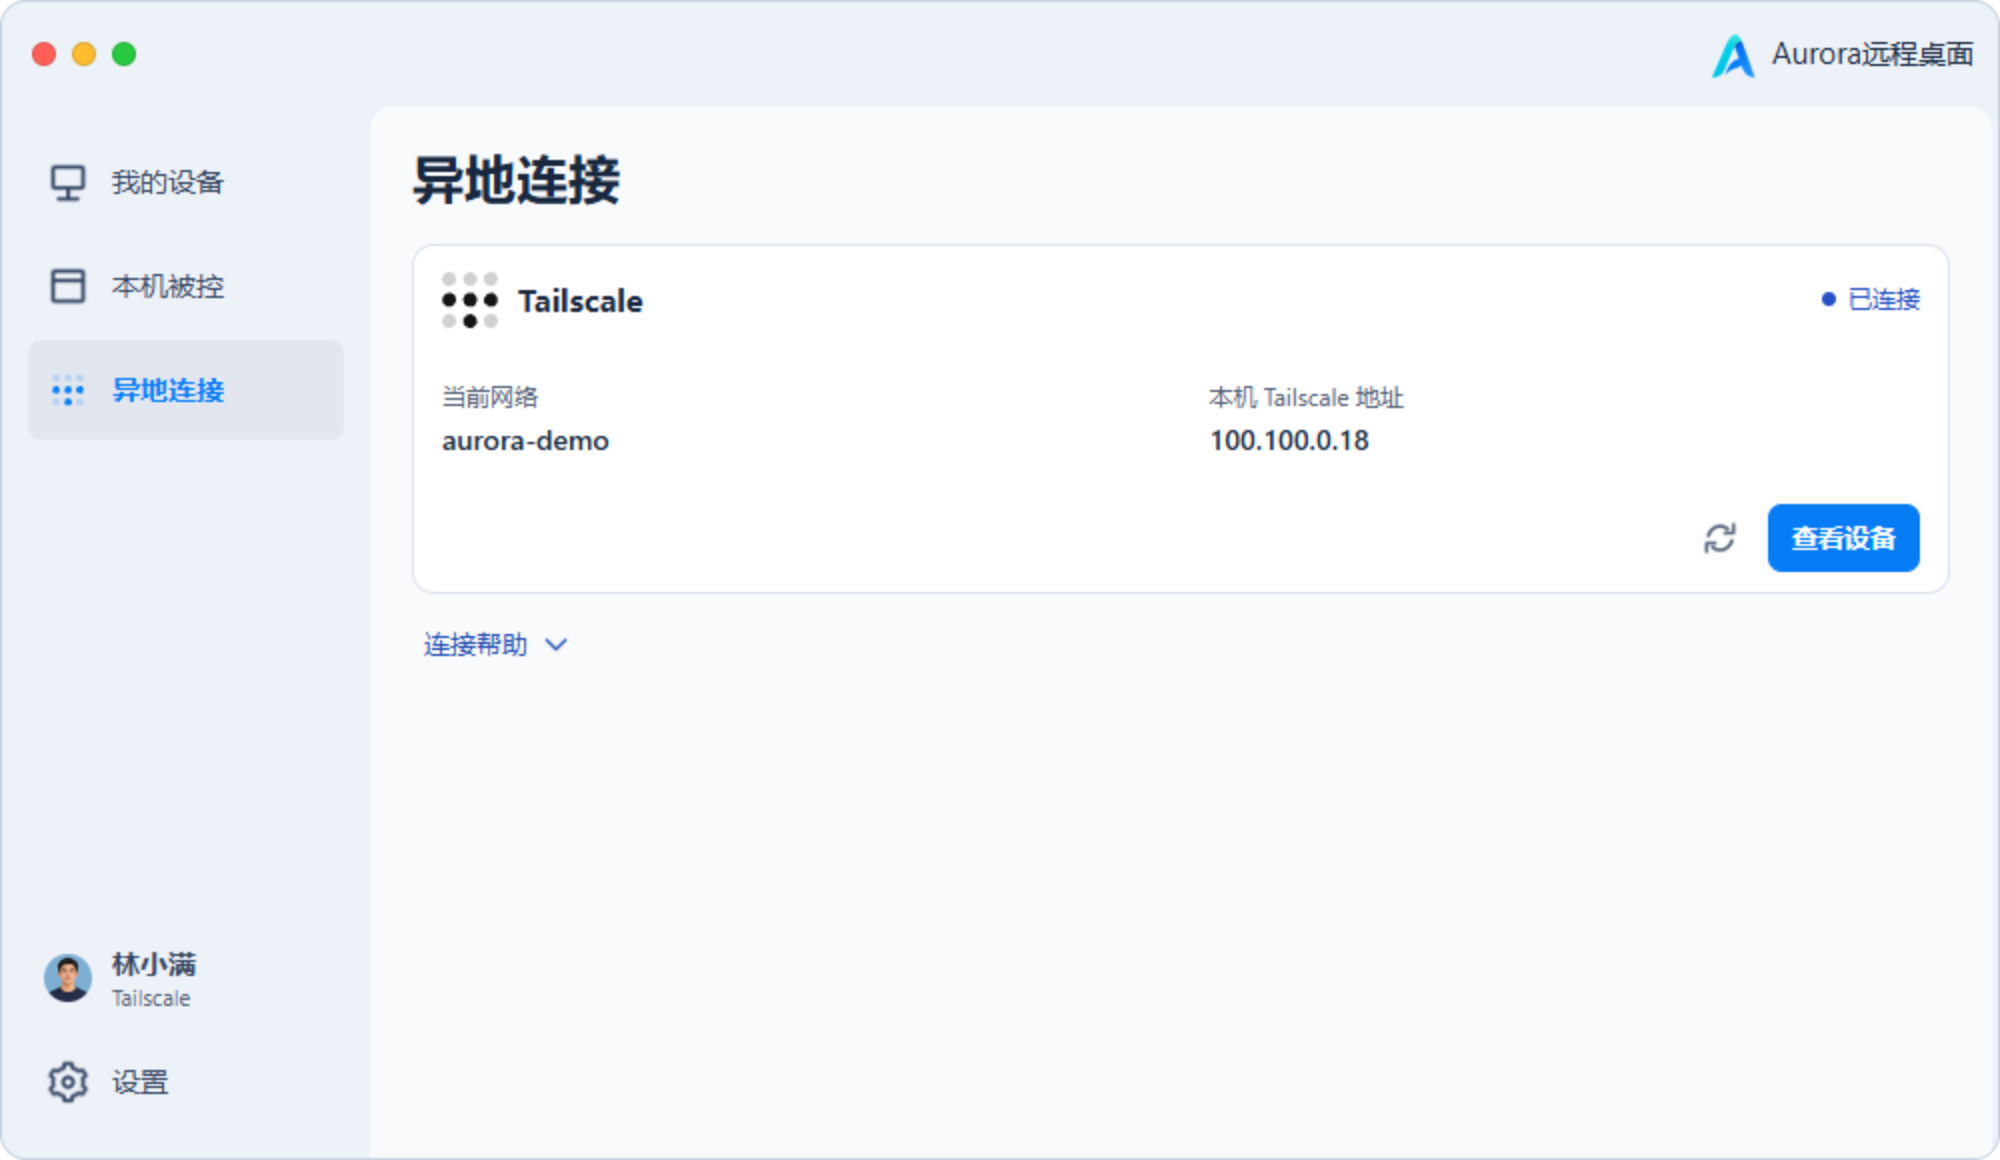 Aurora远程桌面
我的设备
本机被控
异地连接
林小满
Tailscale
设置
异地连接
Tailscale
已连接
当前网络
aurora-demo
本机 Tailscale 地址
100.100.0.18
查看设备
连接帮助